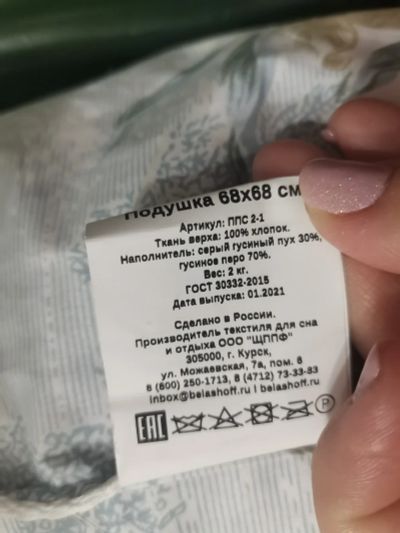 Подушка 68х68 см
Артикул: ППС 2-1
Ткань верха: 100% хлопок.
Наполнитель: серый гусиный пух 30%,
гусиное перо 70%.
Вес: 2 кг.
ГОСТ 30332-2015
Дата выпуска: 01.2021
Сделано в России.
Производитель текстиля для сна
и отдыха ООО "ЩППФ"
305000, г. Курск,
ул. Можаевская, 7а, пом. 6
8 (800) 250-1713, 8 (4712) 73-33-83
inbox@belashoff.ru | belashoff.ru
EAC P